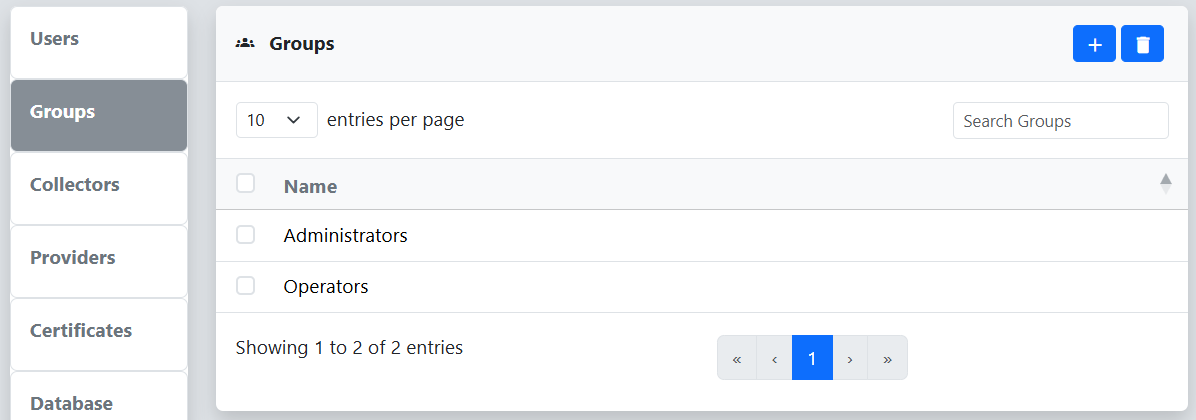 Users
Groups
Collectors
Providers
Certificates
Database
Groups
+
10 entries per page
Search Groups
Name
Administrators
Operators
Showing 1 to 2 of 2 entries
« ‹ 1 › »